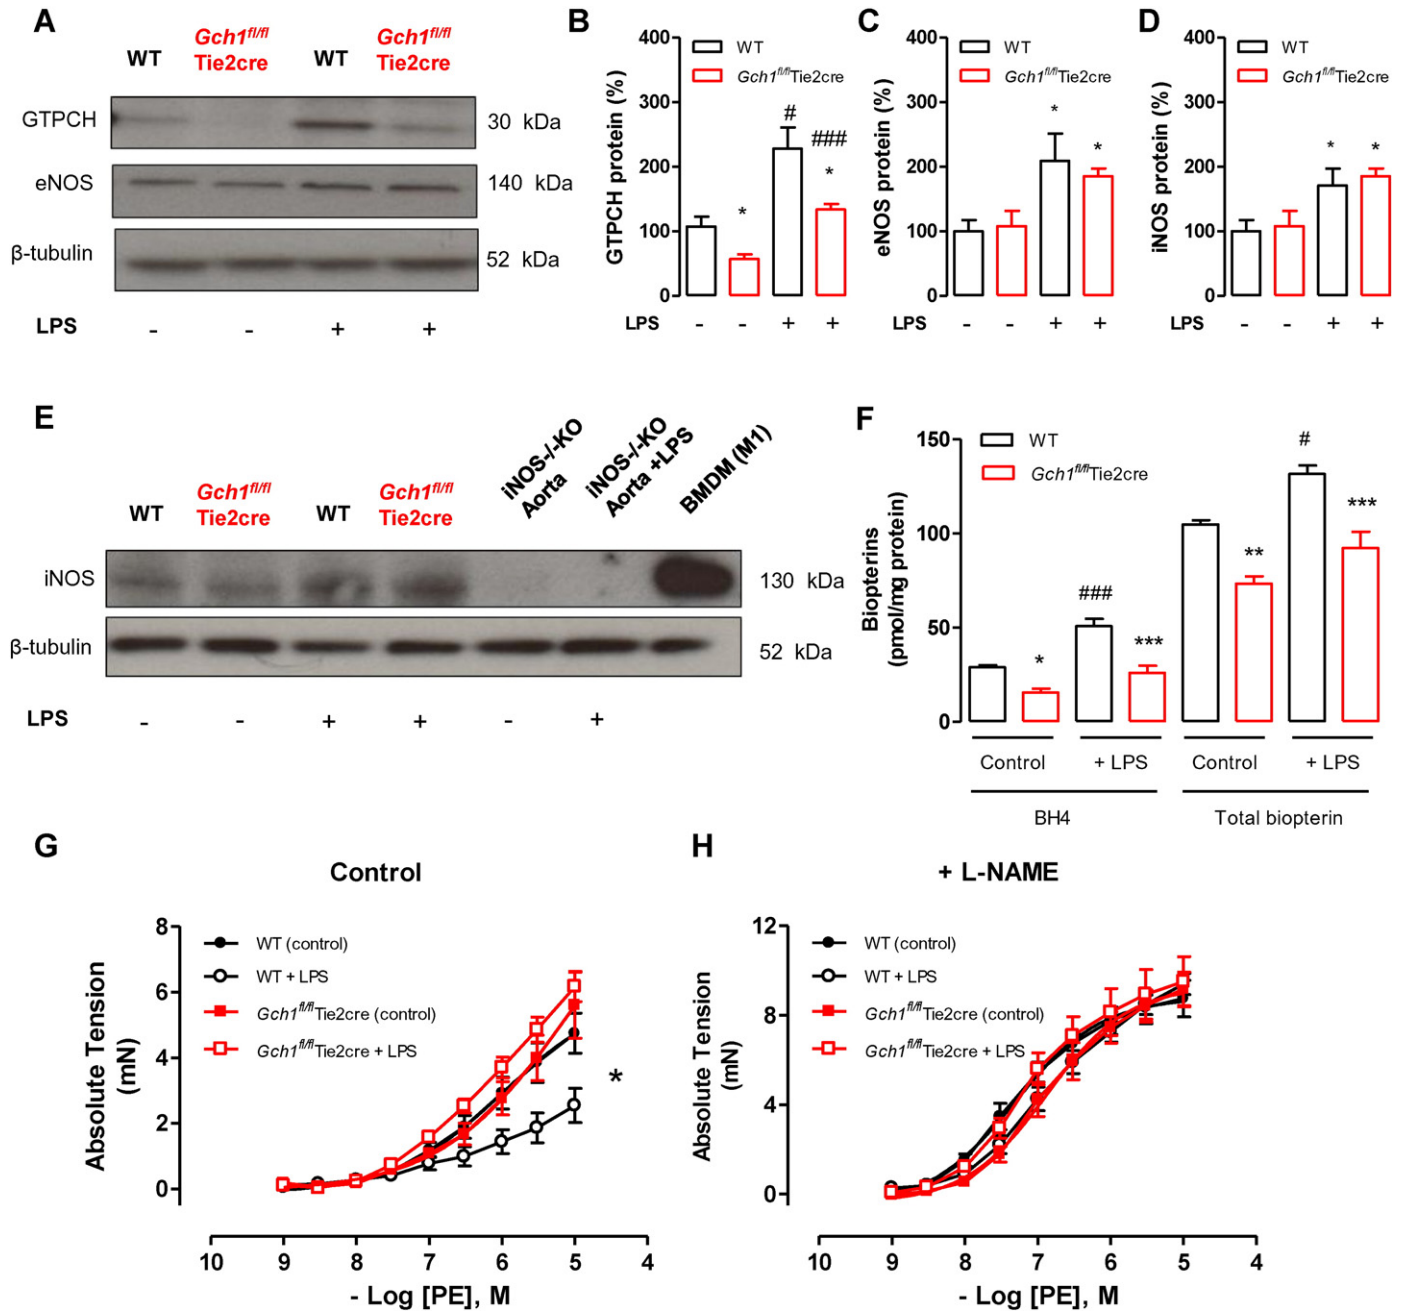 A
WT
Gch1fl/fl
Tie2cre
WT
Gch1fl/fl
Tie2cre
GTPCH
30 kDa
eNOS
140 kDa
β-tubulin
52 kDa
LPS - - + +
B
GTPCH protein (%)
400
300
200
100
0
WT
Gch1fl/flTie2cre
*
#
###
*
LPS - - + +
C
eNOS protein (%)
400
300
200
100
0
WT
Gch1fl/flTie2cre
*
*
LPS - - + +
D
iNOS protein (%)
400
300
200
100
0
WT
Gch1fl/flTie2cre
*
*
LPS - - + +
E
WT
Gch1fl/fl
Tie2cre
WT
Gch1fl/fl
Tie2cre
iNOS-/-KO
Aorta
iNOS-/-KO
Aorta +LPS
BMDM (M1)
iNOS
130 kDa
β-tubulin
52 kDa
LPS - - + + - +
F
Biopterins
(pmol/mg protein)
150
100
50
0
WT
Gch1fl/flTie2cre
*
###
***
**
#
***
Control + LPS Control + LPS
BH4 Total biopterin
G
Control
Absolute Tension
(mN)
8
6
4
2
0
WT (control)
WT + LPS
Gch1fl/flTie2cre (control)
Gch1fl/flTie2cre + LPS
*
10 9 8 7 6 5 4
- Log [PE], M
H
+ L-NAME
Absolute Tension
(mN)
12
8
4
0
WT (control)
WT + LPS
Gch1fl/flTie2cre (control)
Gch1fl/flTie2cre + LPS
10 9 8 7 6 5 4
- Log [PE], M